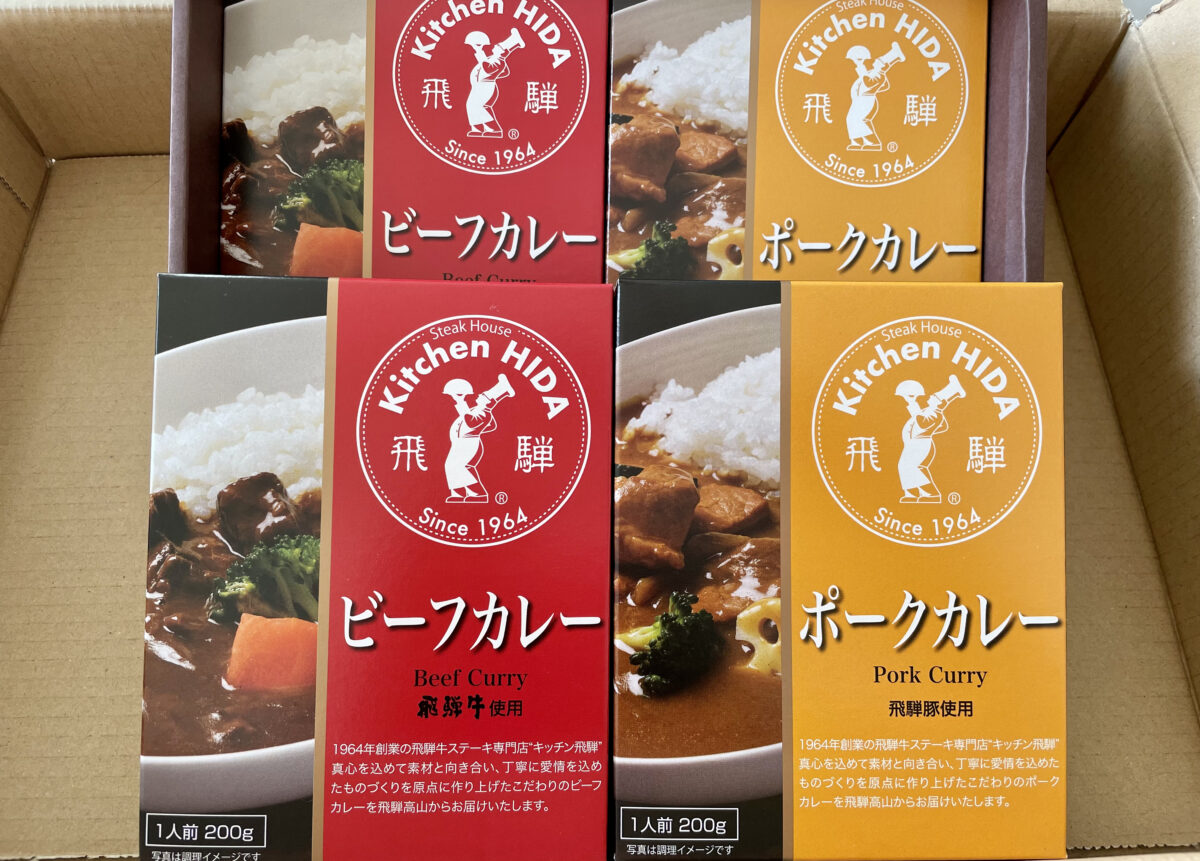 Kitchen HIDA
飛騨
®
Since 1964
ビーフカレー
Beef Curry
Steak House
Kitchen HIDA
飛騨
®
Since 1964
ポークカレー
Steak House
Kitchen HIDA
飛騨
®
Since 1964
ビーフカレー
Beef Curry
飛騨牛使用
1964年創業の飛騨牛ステーキ専門店“キッチン飛騨”
真心を込めて素材と向き合い、丁寧に愛情を込め
たものづくりを原点に作り上げたこだわりのビーフ
カレーを飛騨高山からお届けいたします。
1人前 200g
写真は調理イメージです
Steak House
Kitchen HIDA
飛騨
®
Since 1964
ポークカレー
Pork Curry
飛騨豚使用
1964年創業の飛騨牛ステーキ専門店“キッチン飛騨”
真心を込めて素材と向き合い、丁寧に愛情を込めた
ものづくりを原点に作り上げたこだわりのポーク
カレーを飛騨高山からお届けいたします。
1人前 200g
写真は調理イメージです